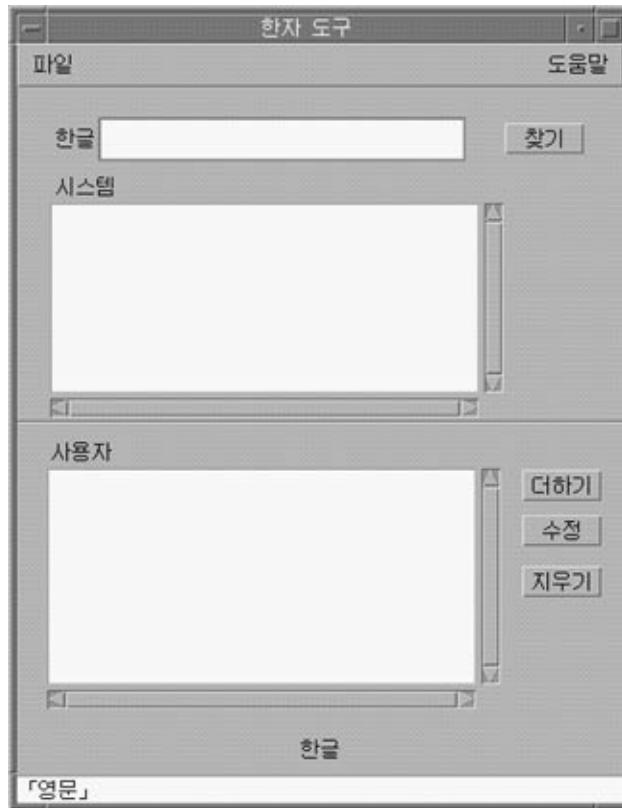 한자 도구
파일 도움말
한글 찾기
시스템
사용자
더하기
수정
지우기
한글
「영문」